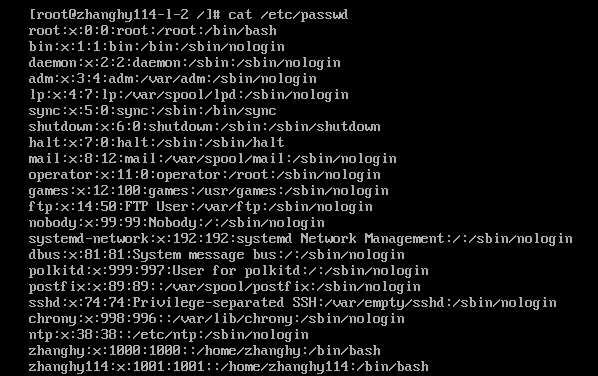 [root@zhanghy114-l-2 /]# cat /etc/passwd
root:x:0:0:root:/root:/bin/bash
bin:x:1:1:bin:/bin:/sbin/nologin
daemon:x:2:2:daemon:/sbin:/sbin/nologin
adm:x:3:4:adm:/var/adm:/sbin/nologin
lp:x:4:7:lp:/var/spool/lpd:/sbin/nologin
sync:x:5:0:sync:/sbin:/bin/sync
shutdown:x:6:0:shutdown:/sbin:/sbin/shutdown
halt:x:7:0:halt:/sbin:/sbin/halt
mail:x:8:12:mail:/var/spool/mail:/sbin/nologin
operator:x:11:0:operator:/root:/sbin/nologin
games:x:12:100:games:/usr/games:/sbin/nologin
ftp:x:14:50:FTP User:/var/ftp:/sbin/nologin
nobody:x:99:99:Nobody:/:/sbin/nologin
systemd-network:x:192:192:systemd Network Management:/:/sbin/nologin
dbus:x:81:81:System message bus:/:/sbin/nologin
polkitd:x:999:997:User for polkitd:/:/sbin/nologin
postfix:x:89:89::/var/spool/postfix:/sbin/nologin
sshd:x:74:74:Privilege-separated SSH:/var/empty/sshd:/sbin/nologin
chrony:x:998:996::/var/lib/chrony:/sbin/nologin
ntp:x:38:38::/etc/ntp:/sbin/nologin
zhanghy:x:1000:1000::/home/zhanghy:/bin/bash
zhanghy114:x:1001:1001::/home/zhanghy114:/bin/bash